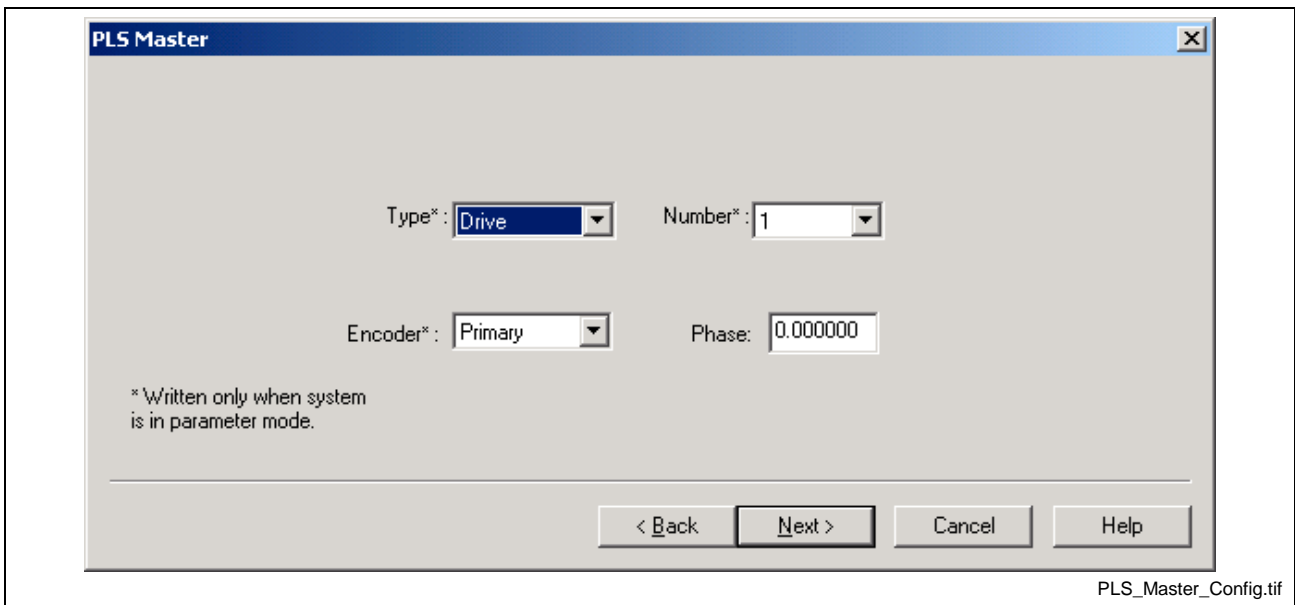 PLS Master
Type* : Drive Number* : 1
Encoder* : Primary Phase: 0.000000
* Written only when system
is in parameter mode.
< Back Next > Cancel Help
PLS_Master_Config.tif